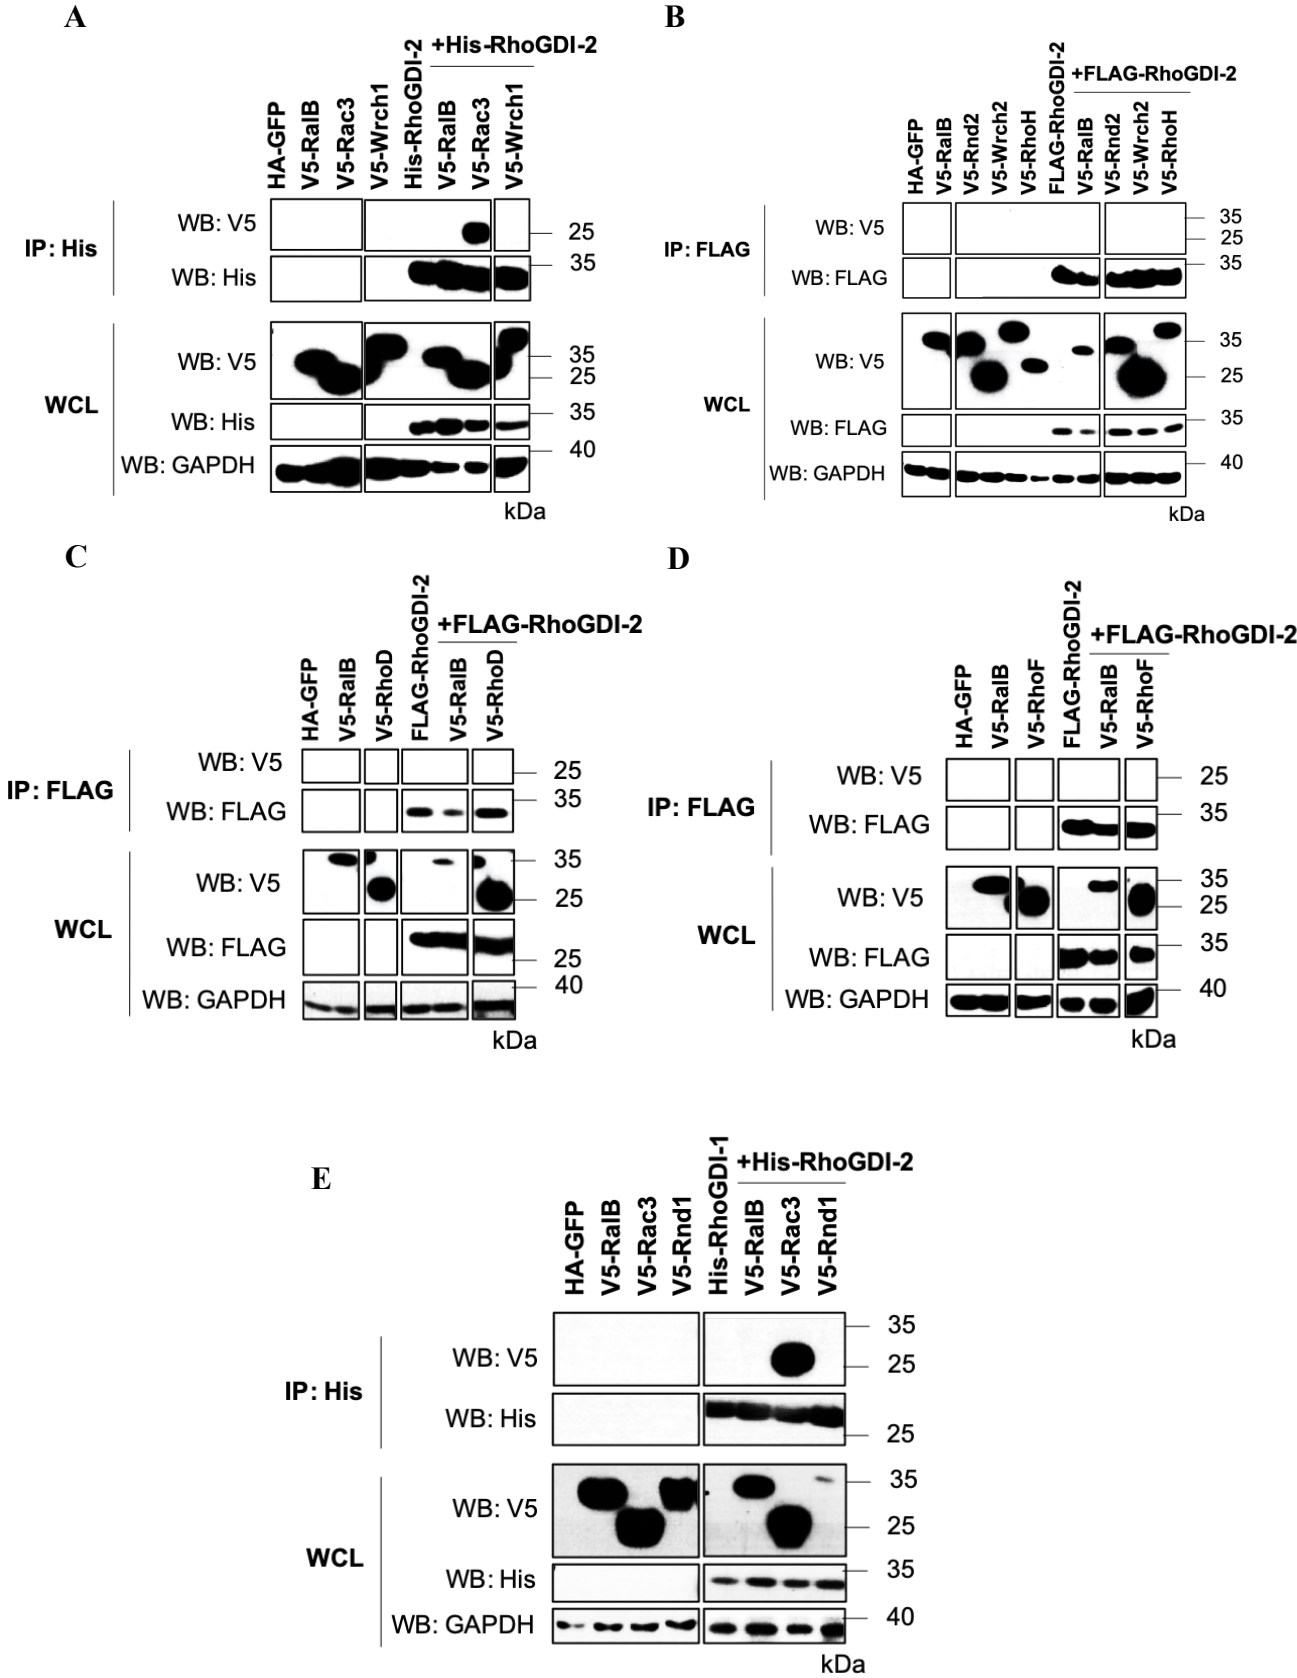 A
+His-RhoGDI-2
HA-GFP
V5-RalB
V5-Rac3
V5-Wrch1
His-RhoGDI-2
V5-RalB
V5-Rac3
V5-Wrch1
IP: His
WB: V5
25
WB: His
35
WCL
WB: V5
35
25
WB: His
35
WB: GAPDH
40
kDa
B
+FLAG-RhoGDI-2
HA-GFP
V5-RalB
V5-Rnd2
V5-Wrch2
V5-RhoH
FLAG-RhoGDI-2
V5-RalB
V5-Rnd2
V5-Wrch2
V5-RhoH
IP: FLAG
WB: V5
35
25
WB: FLAG
35
WCL
WB: V5
35
25
WB: FLAG
35
WB: GAPDH
40
kDa
C
+FLAG-RhoGDI-2
HA-GFP
V5-RalB
V5-RhoD
FLAG-RhoGDI-2
V5-RalB
V5-RhoD
IP: FLAG
WB: V5
25
WB: FLAG
35
WCL
WB: V5
35
25
WB: FLAG
25
WB: GAPDH
40
kDa
D
+FLAG-RhoGDI-2
HA-GFP
V5-RalB
V5-RhoF
FLAG-RhoGDI-2
V5-RalB
V5-RhoF
IP: FLAG
WB: V5
25
WB: FLAG
35
WCL
WB: V5
35
25
WB: FLAG
35
WB: GAPDH
40
kDa
E
+His-RhoGDI-2
HA-GFP
V5-RalB
V5-Rac3
V5-Rnd1
His-RhoGDI-1
V5-RalB
V5-Rac3
V5-Rnd1
IP: His
WB: V5
35
25
WB: His
25
WCL
WB: V5
35
25
WB: His
35
WB: GAPDH
40
kDa